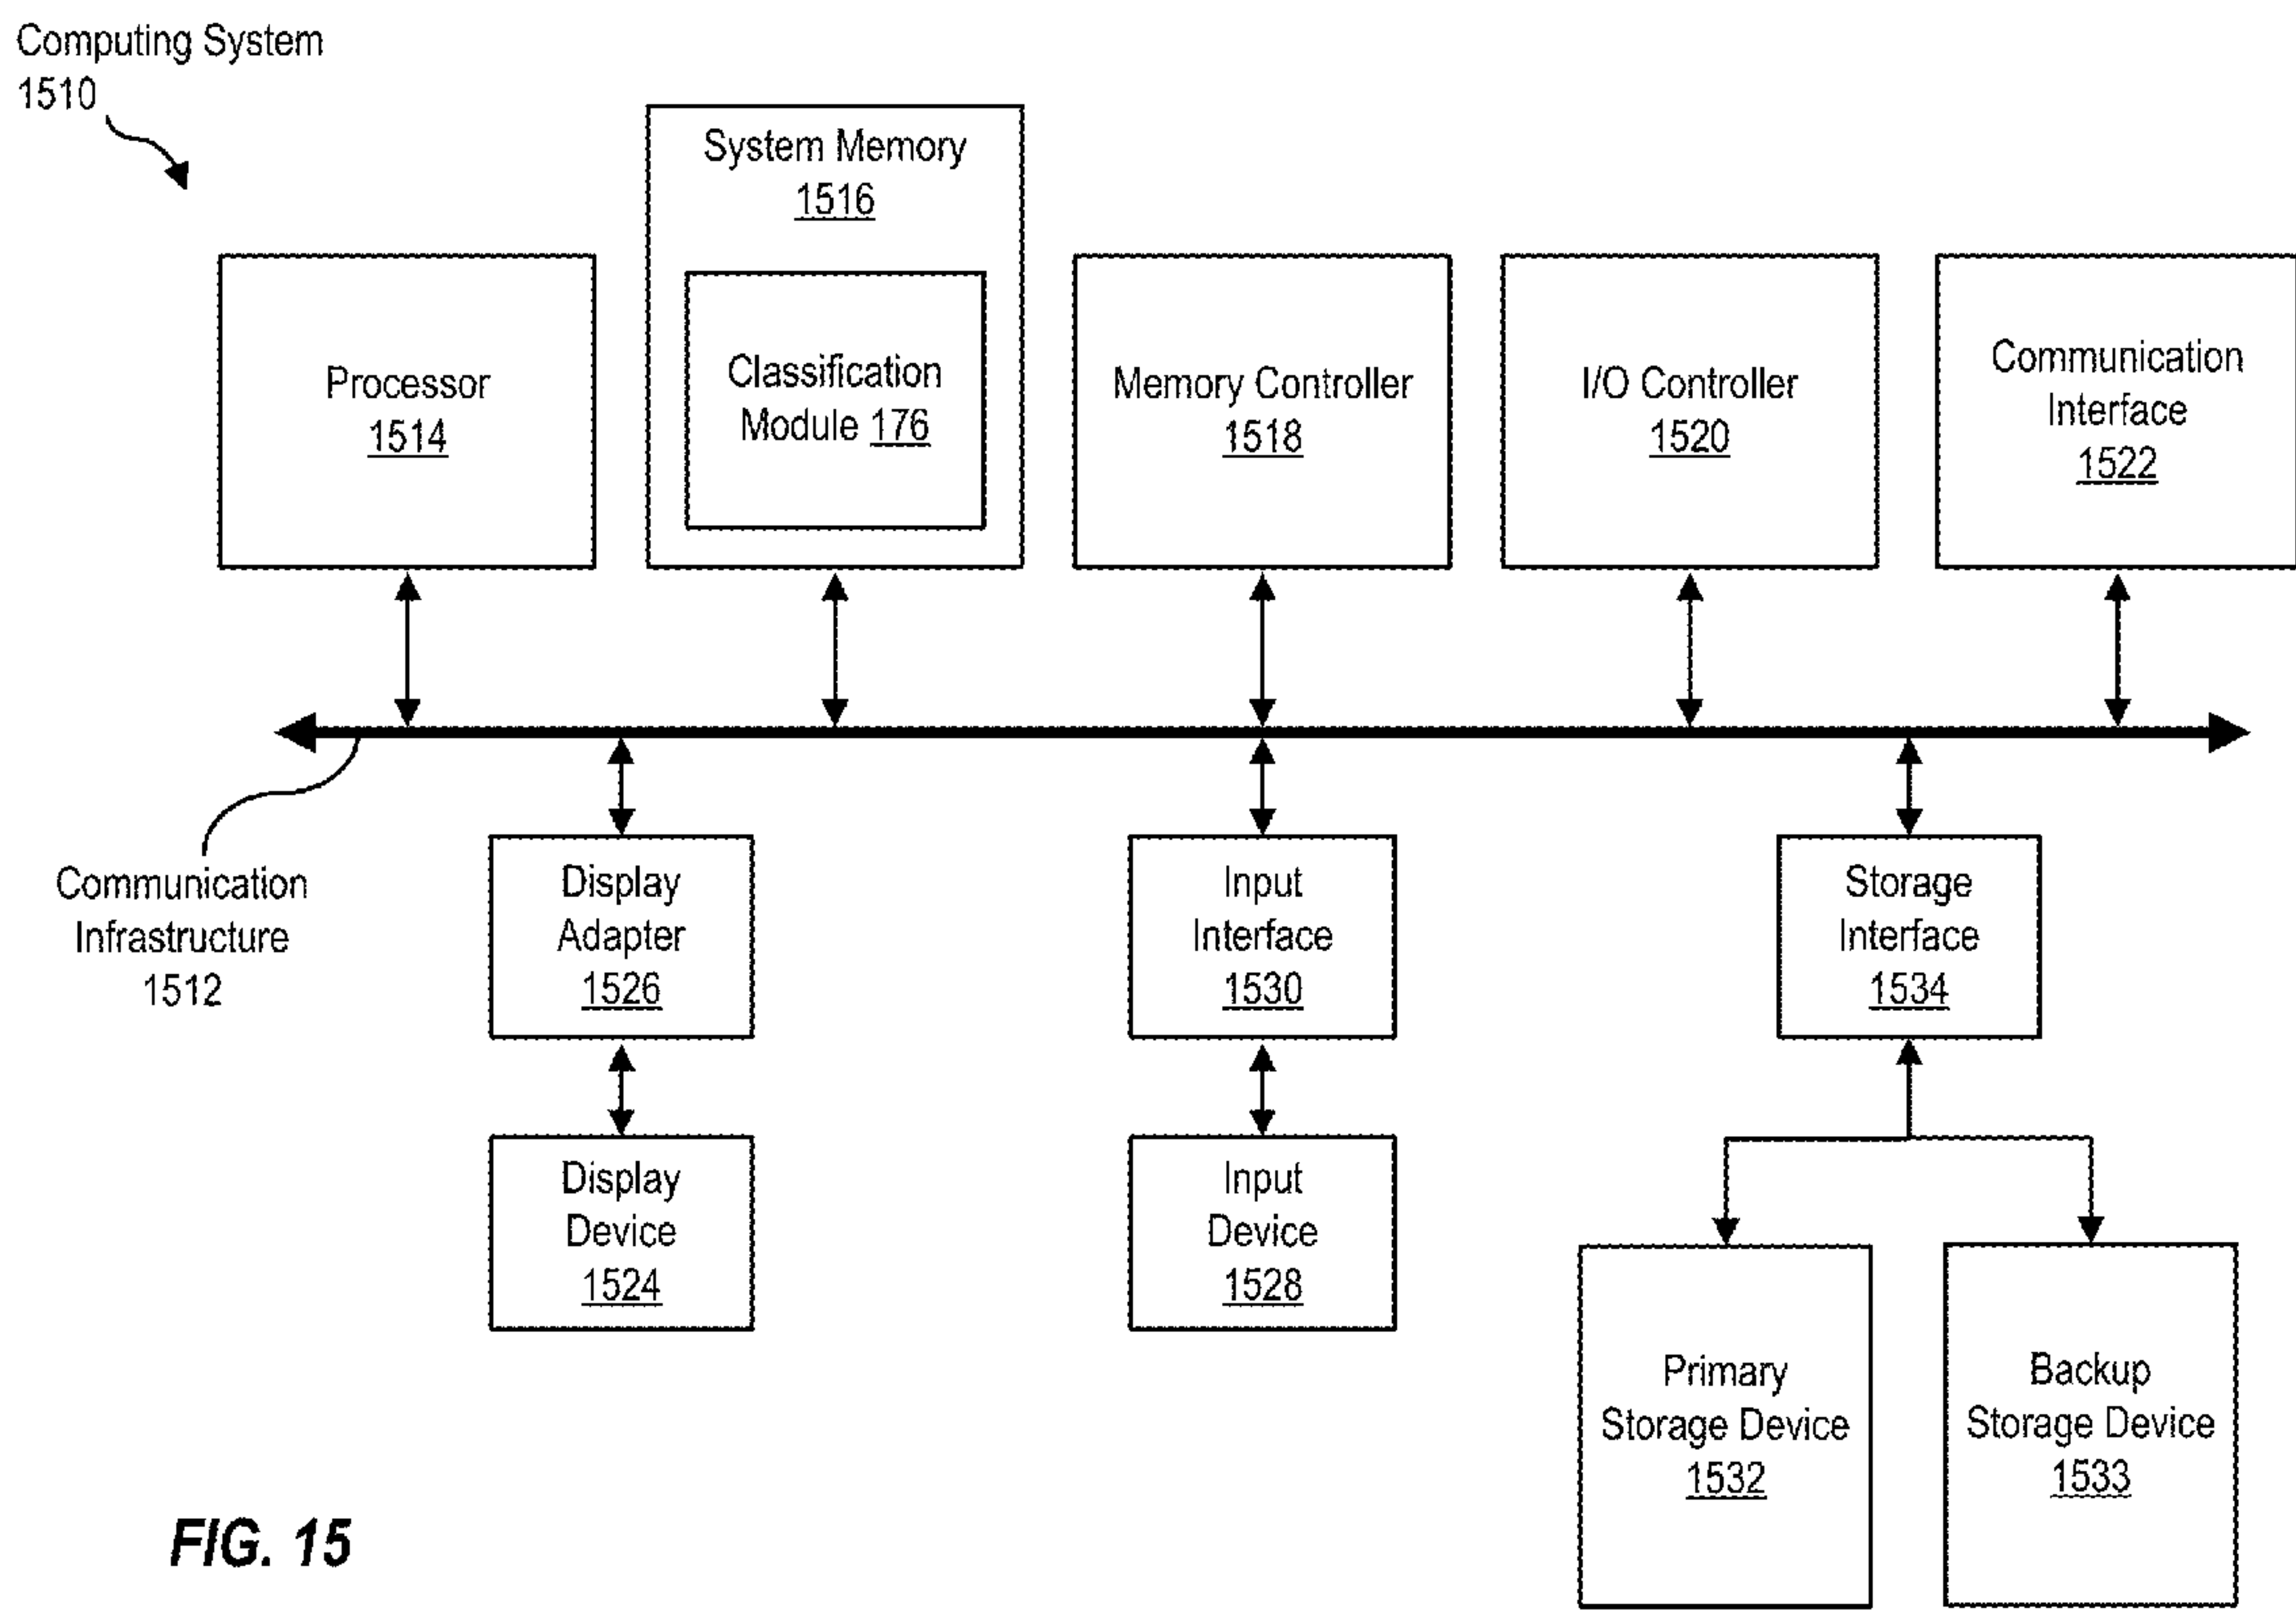 Computing System
1510
System Memory
1516
Classification
Module 176
Processor
1514
Memory Controller
1518
I/O Controller
1520
Communication
Interface
1522
Communication
Infrastructure
1512
Display
Adapter
1526
Input
Interface
1530
Storage
Interface
1534
Display
Device
1524
Input
Device
1528
Primary
Storage Device
1532
Backup
Storage Device
1533
FIG. 15